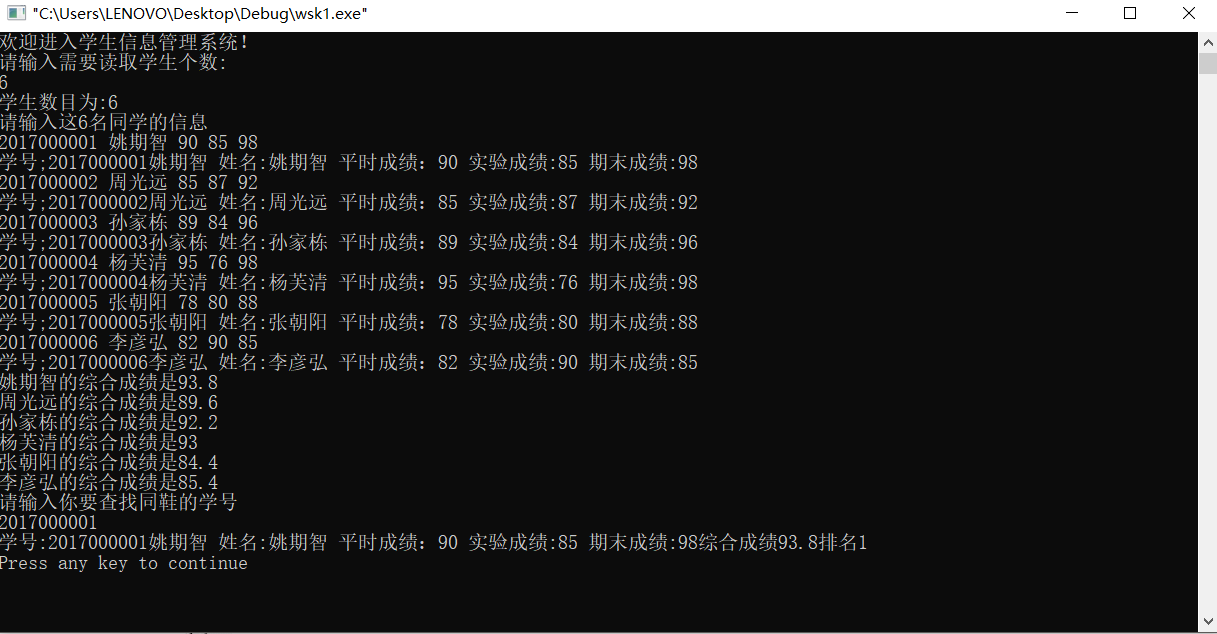 "C:\Users\LENOVO\Desktop\Debug\wsk1.exe"
欢迎进入学生信息管理系统!
请输入需要读取学生个数:
6
学生数目为:6
请输入这6名同学的信息
2017000001 姚期智 90 85 98
学号;2017000001姚期智 姓名:姚期智 平时成绩：90 实验成绩:85 期末成绩:98
2017000002 周光远 85 87 92
学号;2017000002周光远 姓名:周光远 平时成绩：85 实验成绩:87 期末成绩:92
2017000003 孙家栋 89 84 96
学号;2017000003孙家栋 姓名:孙家栋 平时成绩：89 实验成绩:84 期末成绩:96
2017000004 杨芙清 95 76 98
学号;2017000004杨芙清 姓名:杨芙清 平时成绩：95 实验成绩:76 期末成绩:98
2017000005 张朝阳 78 80 88
学号;2017000005张朝阳 姓名:张朝阳 平时成绩：78 实验成绩:80 期末成绩:88
2017000006 李彦弘 82 90 85
学号;2017000006李彦弘 姓名:李彦弘 平时成绩：82 实验成绩:90 期末成绩:85
姚期智的综合成绩是93.8
周光远的综合成绩是89.6
孙家栋的综合成绩是92.2
杨芙清的综合成绩是93
张朝阳的综合成绩是84.4
李彦弘的综合成绩是85.4
请输入你要查找同鞋的学号
2017000001
学号:2017000001姚期智 姓名:姚期智 平时成绩：90 实验成绩:85 期末成绩:98综合成绩93.8排名1
Press any key to continue